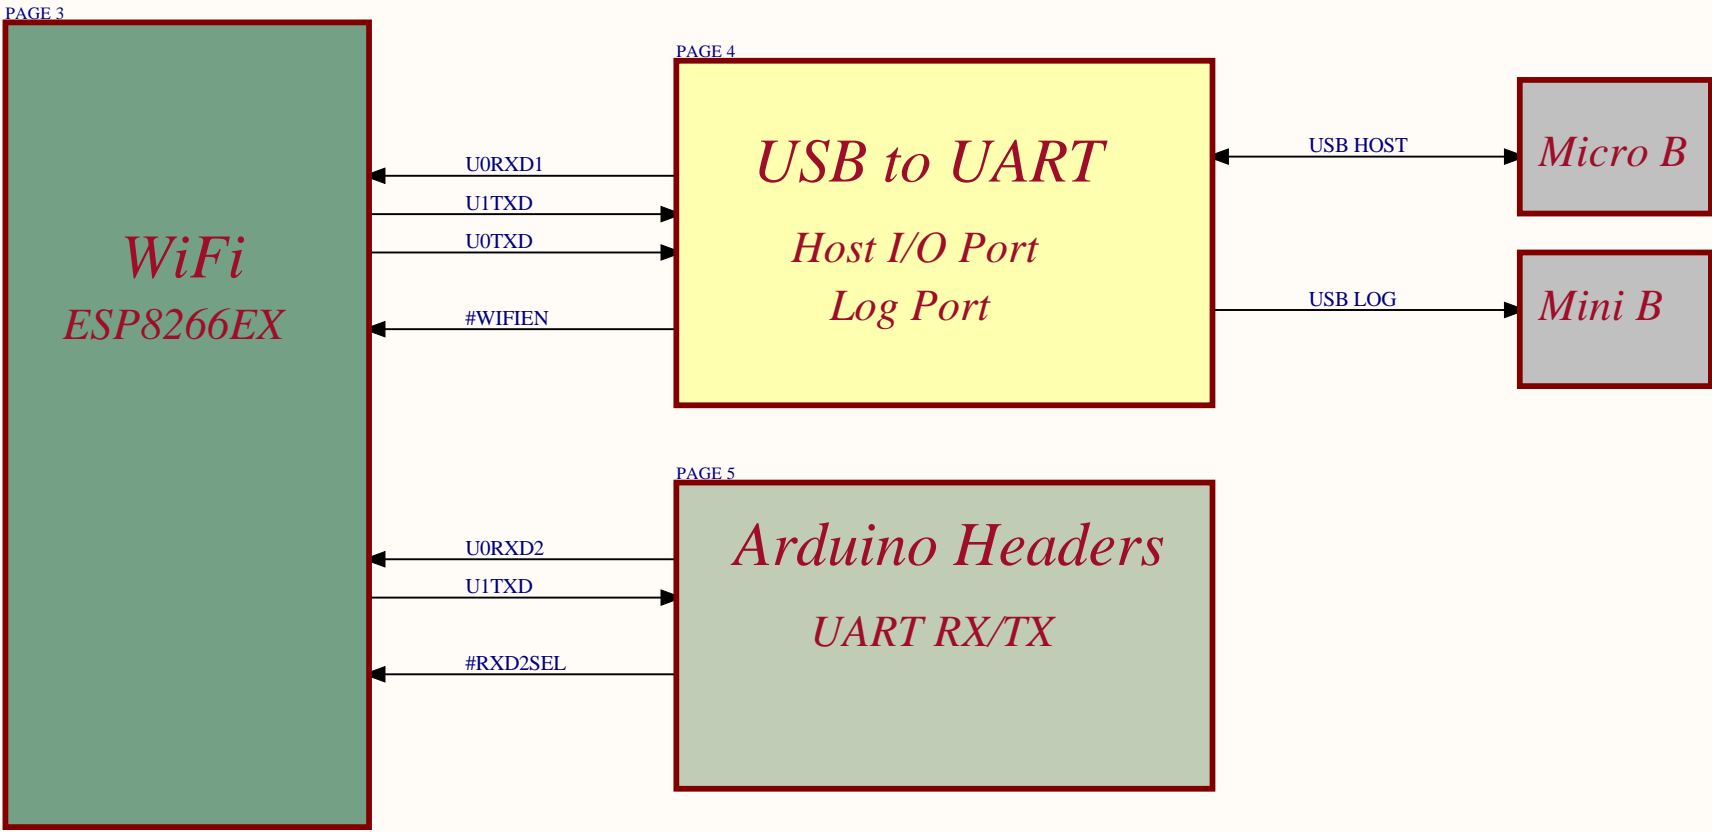 PAGE 3
WiFi
ESP8266EX
U0RXD1
U1TXD
U0TXD
#WIFIEN
PAGE 4
USB to UART
Host I/O Port
Log Port
USB HOST
Micro B
USB LOG
Mini B
U0RXD2
U1TXD
#RXD2SEL
PAGE 5
Arduino Headers
UART RX/TX